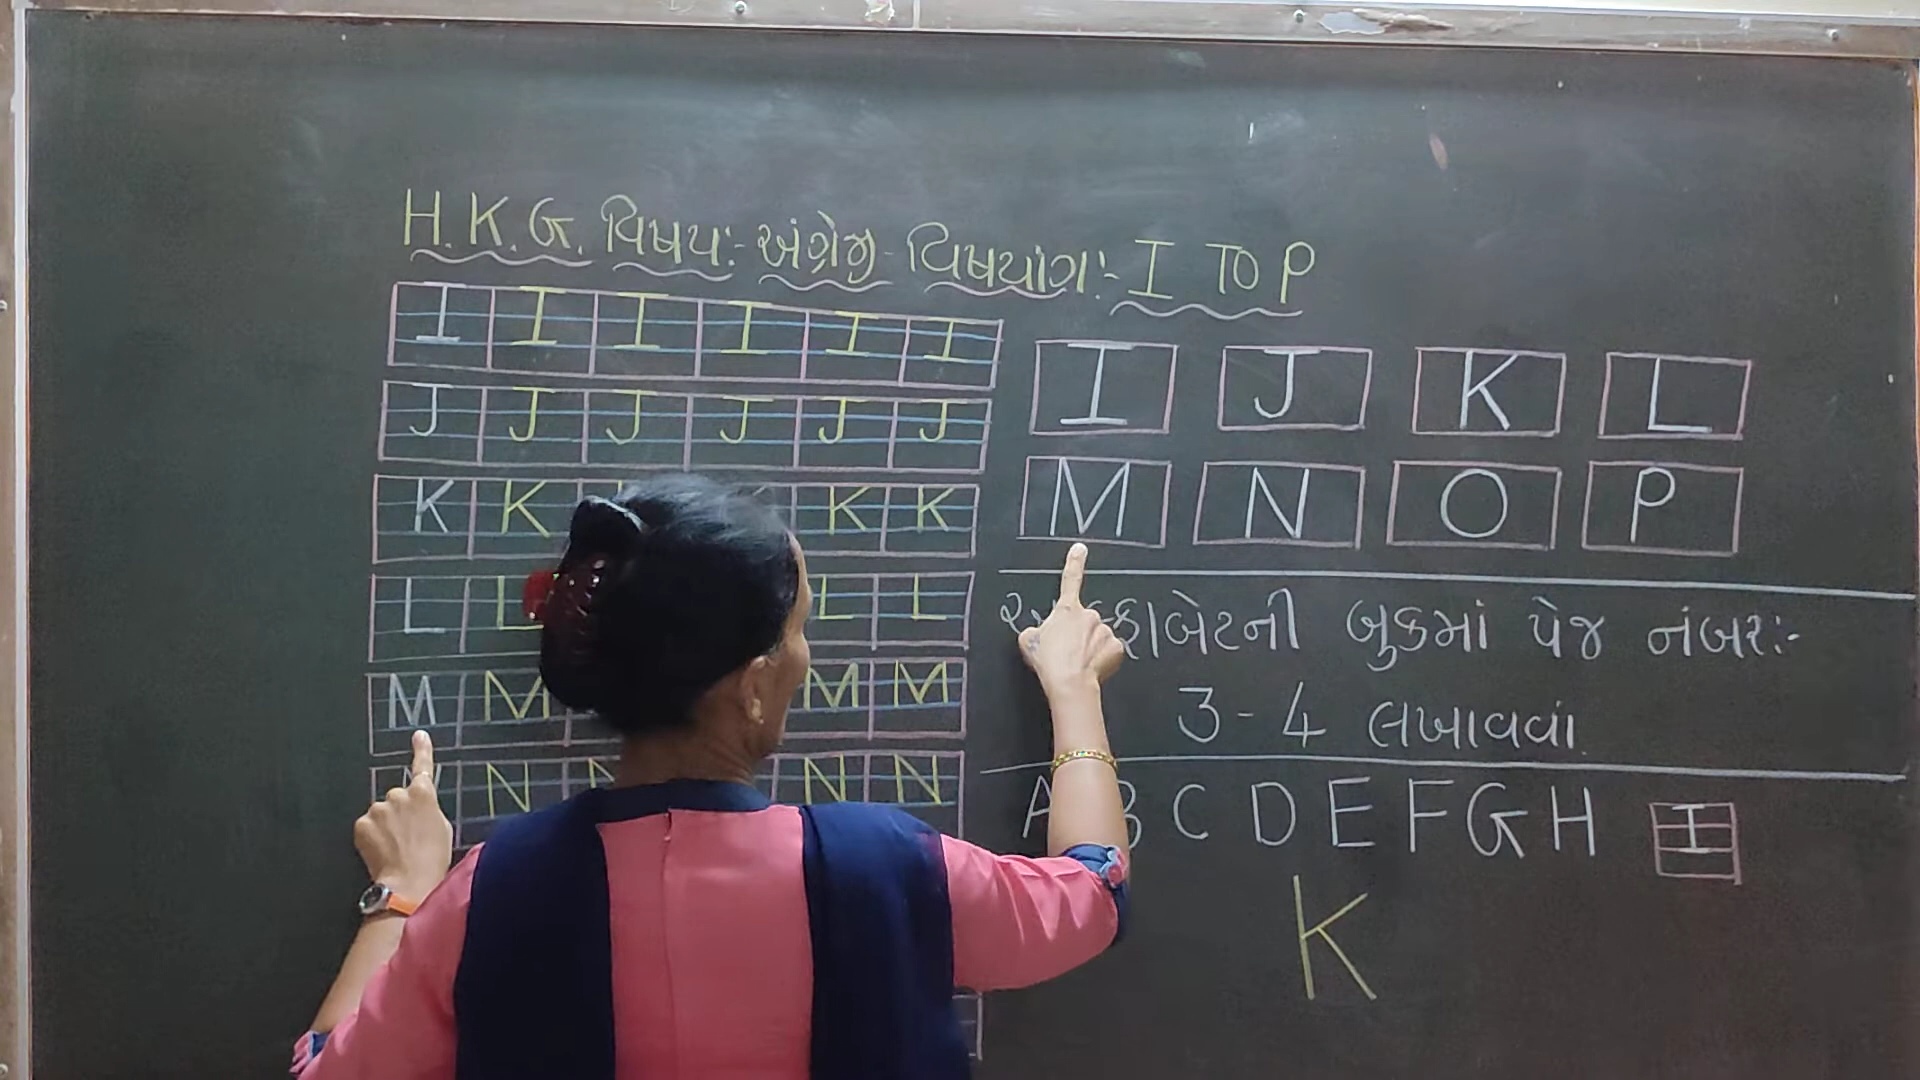 H.K.G. વિષય:- અંગ્રેજી વિષયાંગ:- I TO P
I I I I I I
J J J J J J
K K K K
L L L L
M M M M
N N N N N
I J K L
M N O P
બુકમાં પેજ નંબર:-
3-4 લખાવવા.
A B C D E F G H I
K